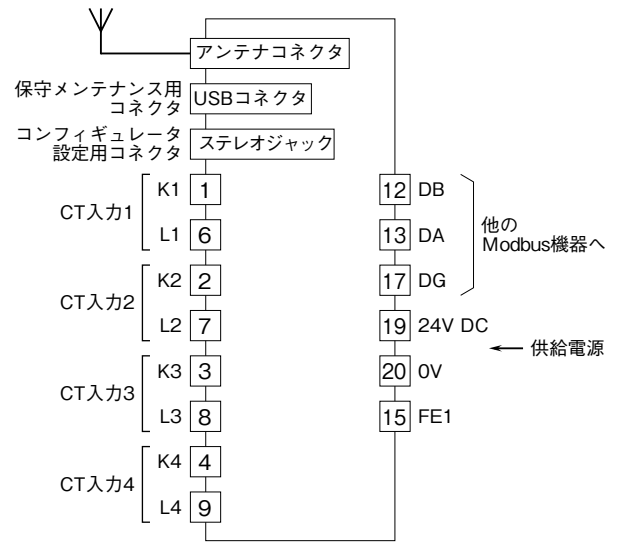 アンテナコネクタ
保守メンテナンス用
コネクタ
USBコネクタ
コンフィギュレータ
設定用コネクタ
ステレオジャック
CT入力1
K1
1
L1
6
CT入力2
K2
2
L2
7
CT入力3
K3
3
L3
8
CT入力4
K4
4
L4
9
12
DB
13
DA
17
DG
他の
Modbus機器へ
19
24V DC
20
0V
供給電源
15
FE1